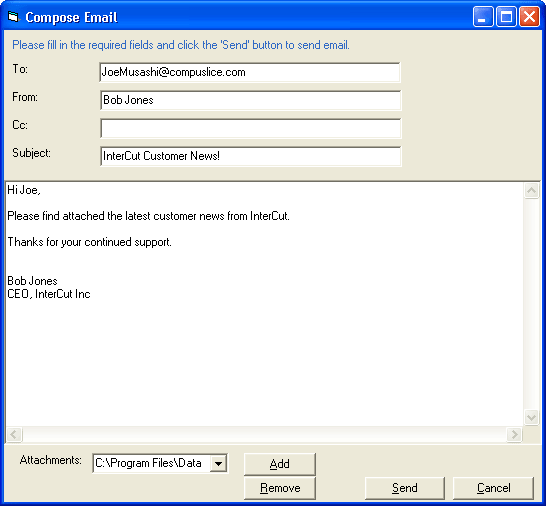 Compose Email
Please fill in the required fields and click the 'Send' button to send email.
To: JoeMusashi@compuslice.com
From: Bob Jones
Cc:
Subject: InterCut Customer News!
Hi Joe,
Please find attached the latest customer news from InterCut.
Thanks for your continued support.
Bob Jones
CEO, InterCut Inc
Attachments: C:\Program Files\Data Add
Remove Send Cancel